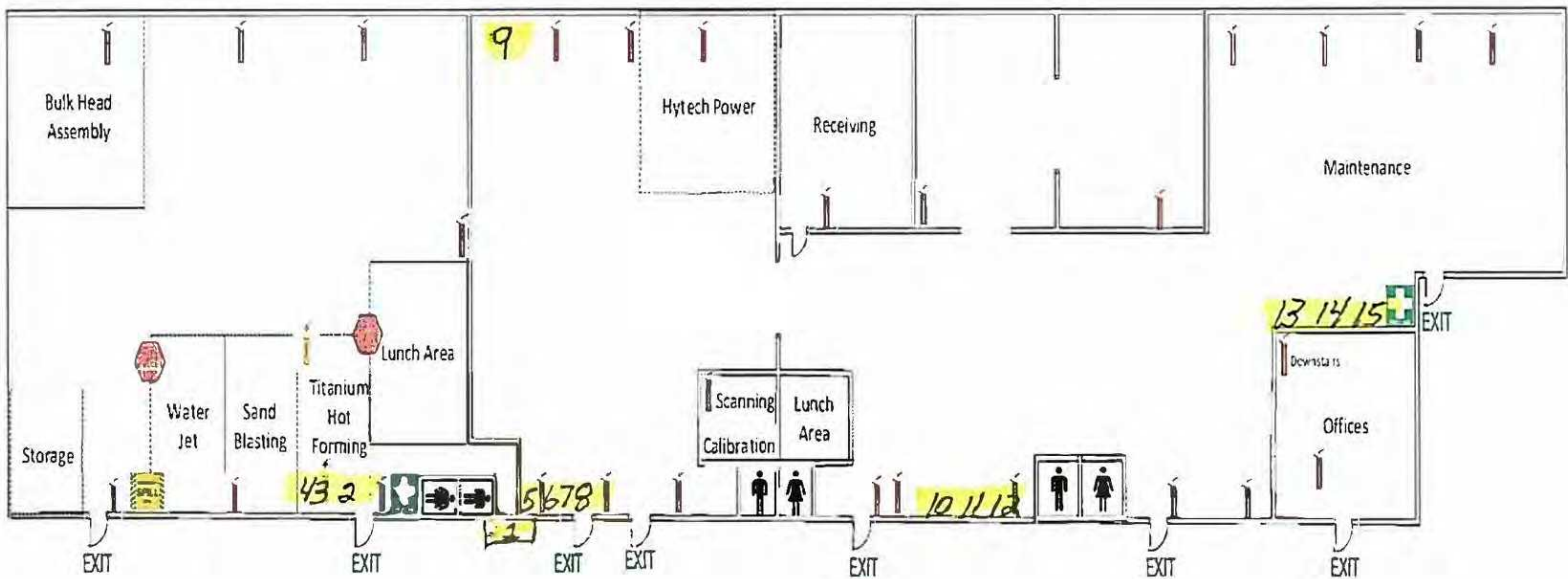 9
Bulk Head
Assembly
Hytech Power
Receiving
Maintenance
13 14 15
EXIT
Lunch Area
Downstairs
Titanium
Hot
Forming
Water
Jet
Sand
Blasting
Scanning
Calibration
Lunch
Area
Offices
Storage
SPILL
43 2
5 6 7 8
10 11 12
1
EXIT
EXIT
EXIT
EXIT
EXIT
EXIT
EXIT